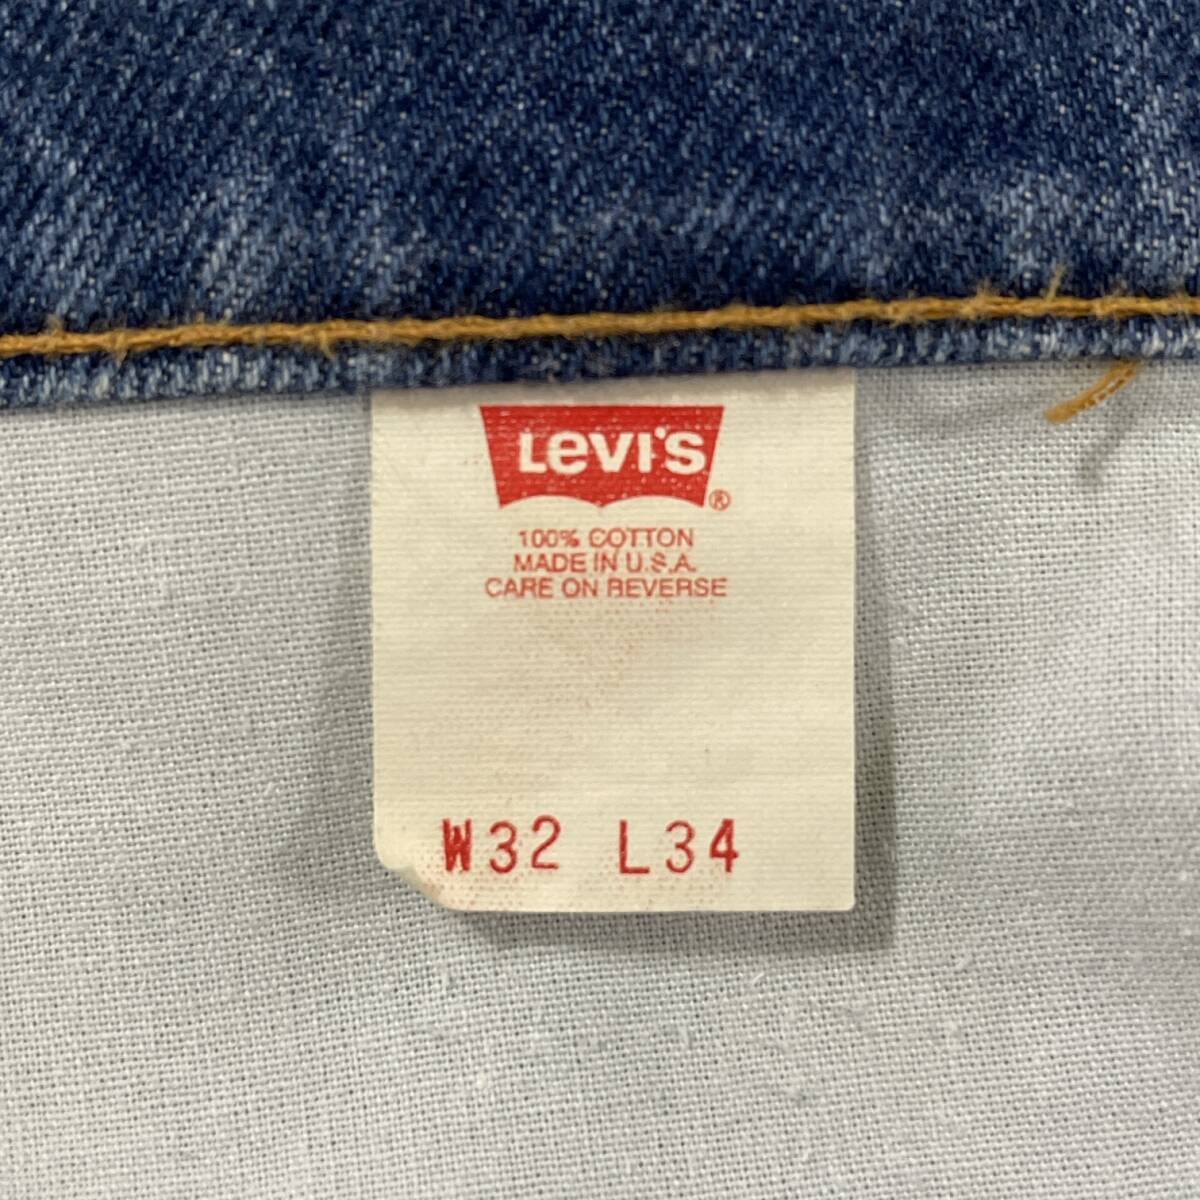 Levi's®
100% COTTON
MADE IN U.S.A.
CARE ON REVERSE
W32 L34